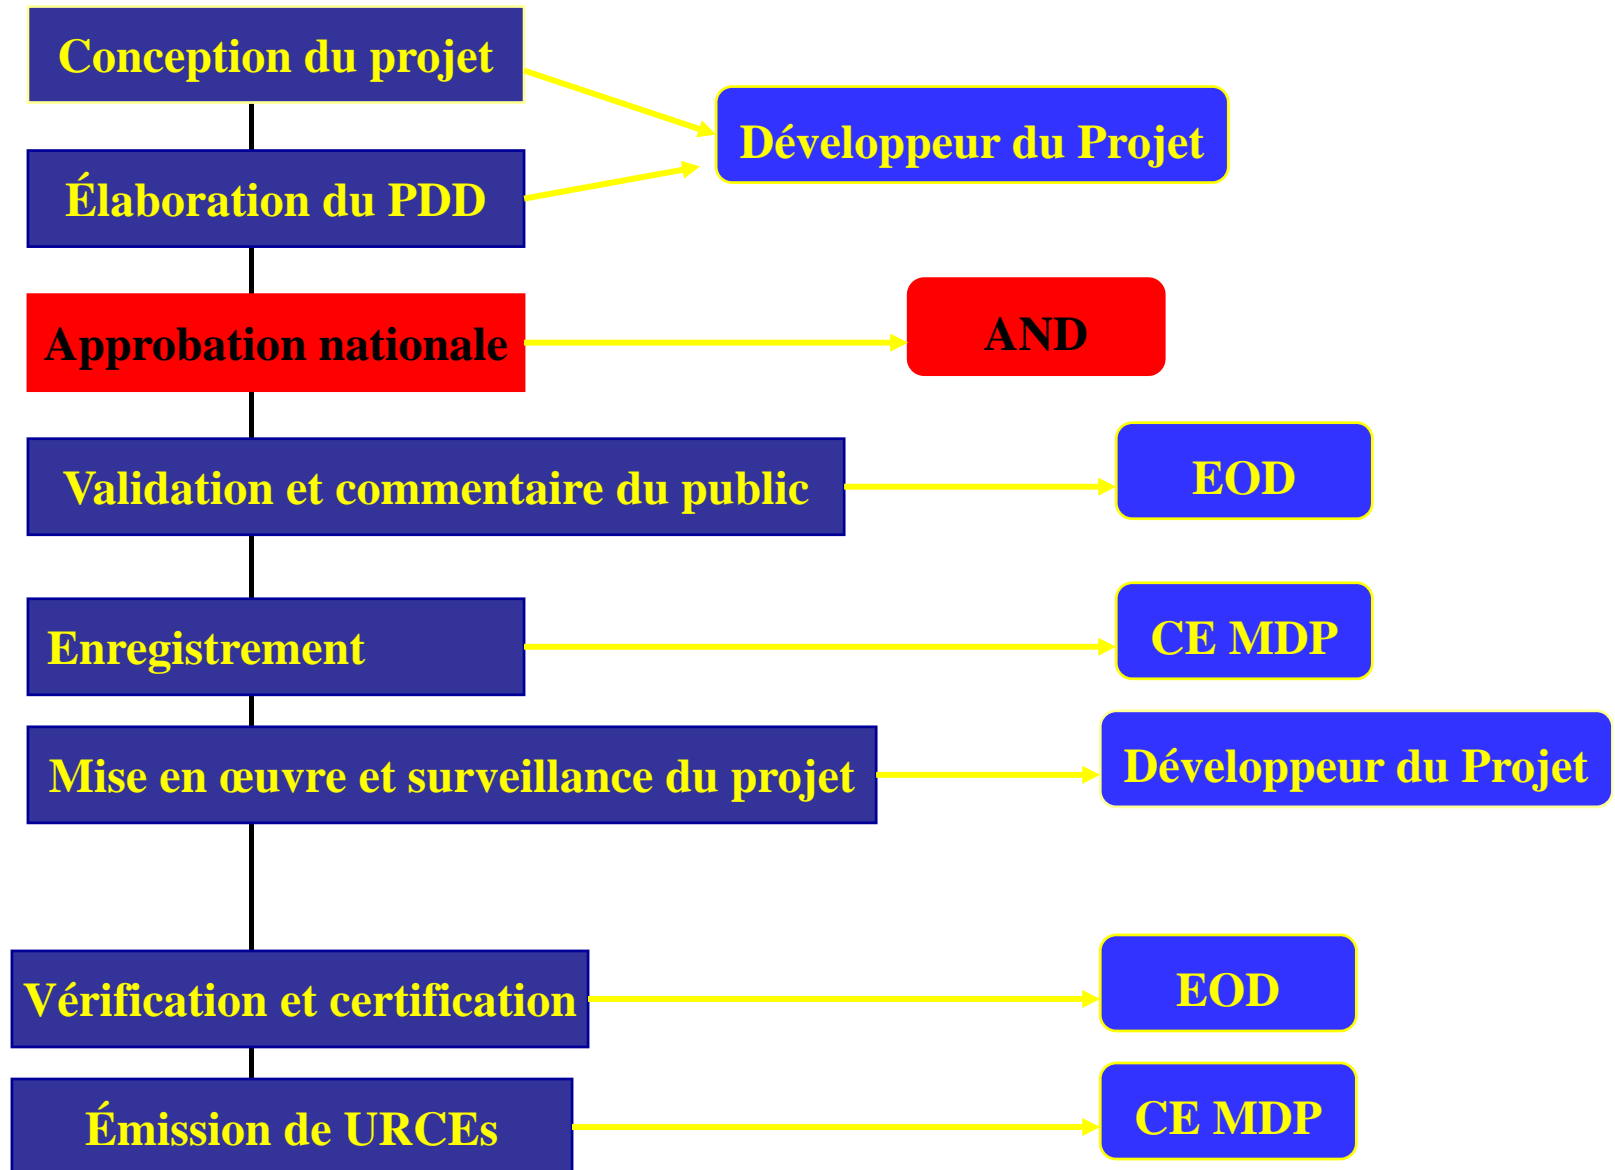 Conception du projet
Développeur du Projet
Élaboration du PDD
Approbation nationale
AND
Validation et commentaire du public
EOD
Enregistrement
CE MDP
Mise en œuvre et surveillance du projet
Développeur du Projet
Vérification et certification
EOD
Émission de URCEs
CE MDP